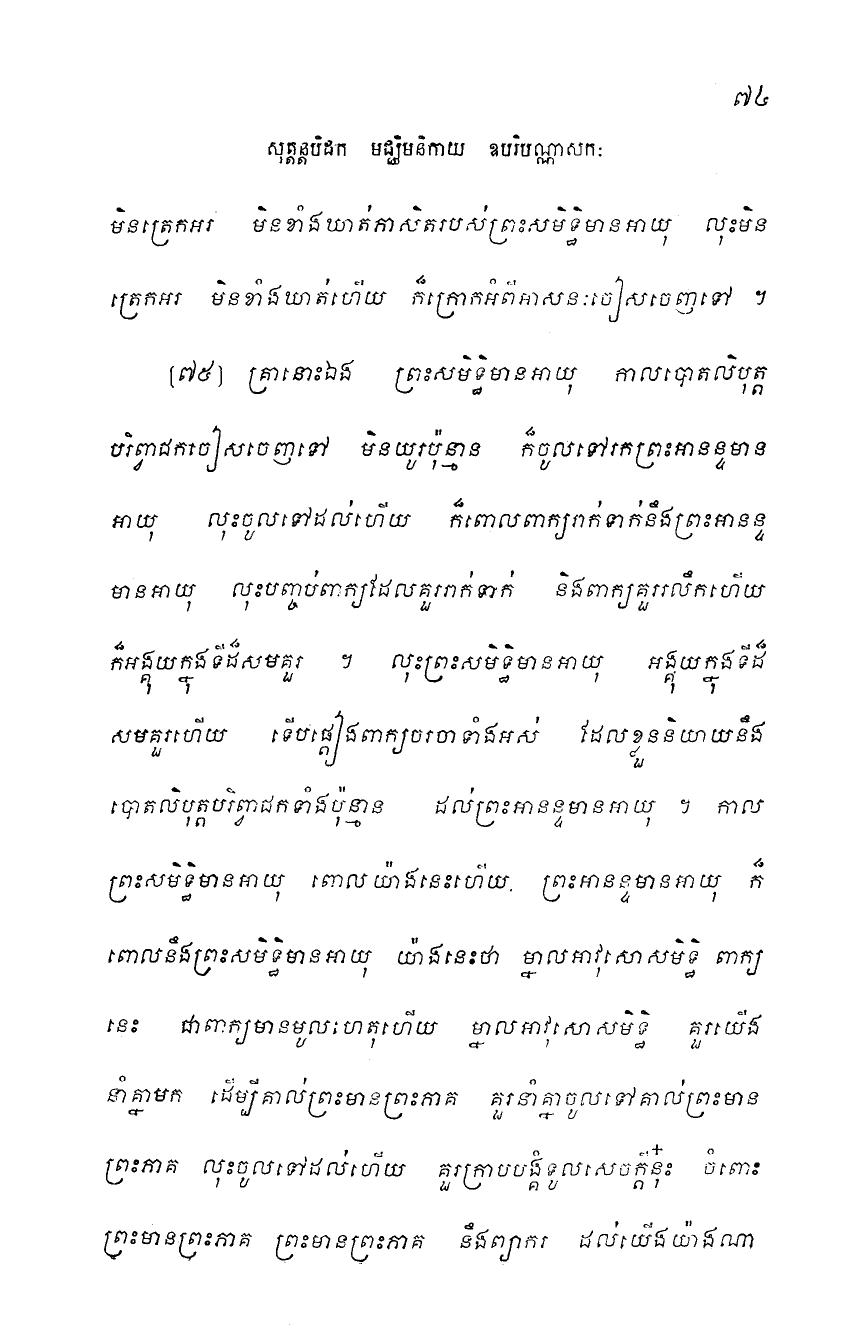 ៧៤
សុត្តន្តបិដក មជ្ឈិមនិកាយ ឧបរិបណ្ណាសកៈ
មិនត្រេកអរ មិនខាំងឃាត់ភាសិតរបស់ព្រះសមិទ្ធិមានអាយុ លុះមិន
ត្រេកអរ មិនខាំងឃាត់ហើយ ក៏ក្រោកអំពីអាសនៈចៀសចេញទៅ ។
[៧៥] គ្រានោះឯង ព្រះសមិទ្ធិមានអាយុ កាលបោតលិបុត្ត
បរិព្វាជកចៀសចេញទៅ មិនយូរប៉ុន្មាន ក៏ចូលទៅរកព្រះអានន្ទមាន
អាយុ លុះចូលទៅដល់ហើយ ក៏ពោលពាក្យរាក់ទាក់នឹងព្រះអានន្ទ
មានអាយុ លុះបញ្ចប់ពាក្យដែលគួររាក់ទាក់ និងពាក្យគួររលឹកហើយ
ក៏អង្គុយក្នុងទីដ៏សមគួរ ។ លុះព្រះសមិទ្ធិមានអាយុ អង្គុយក្នុងទីដ៏
សមគួរហើយ ទើបផ្តៀងពាក្យចរចាទាំងអស់ ដែលខ្លួននិយាយនឹង
បោតលិបុត្តបរិព្វាជកទាំងប៉ុន្មាន ដល់ព្រះអានន្ទមានអាយុ ។ កាល
ព្រះសមិទ្ធិមានអាយុ ពោលយ៉ាងនេះហើយ ព្រះអានន្ទមានអាយុ ក៏
ពោលនឹងព្រះសមិទ្ធិមានអាយុ យ៉ាងនេះថា ម្នាលអាវុសោសមិទ្ធិ ពាក្យ
នេះ ជាពាក្យមានមូលហេតុហើយ ម្នាលអាវុសោសមិទ្ធិ គួរយើង
នាំគ្នាមក ដើម្បីគាល់ព្រះមានព្រះភាគ គួរនាំគ្នាចូលទៅគាល់ព្រះមាន
ព្រះភាគ លុះចូលទៅដល់ហើយ គួរក្រាបបង្គំទូលសេចក្តីនុ៎ះ ចំពោះ
ព្រះមានព្រះភាគ ព្រះមានព្រះភាគ នឹងព្យាករ ដល់យើងយ៉ាងណា